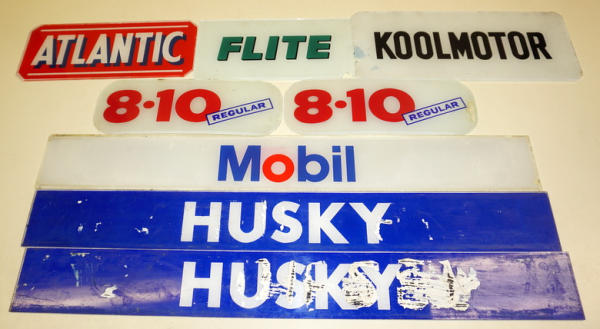 ATLANTIC
FLITE
KOOLMOTOR
8·10 REGULAR
8·10 REGULAR
Mobil
HUSKY
HUSKY